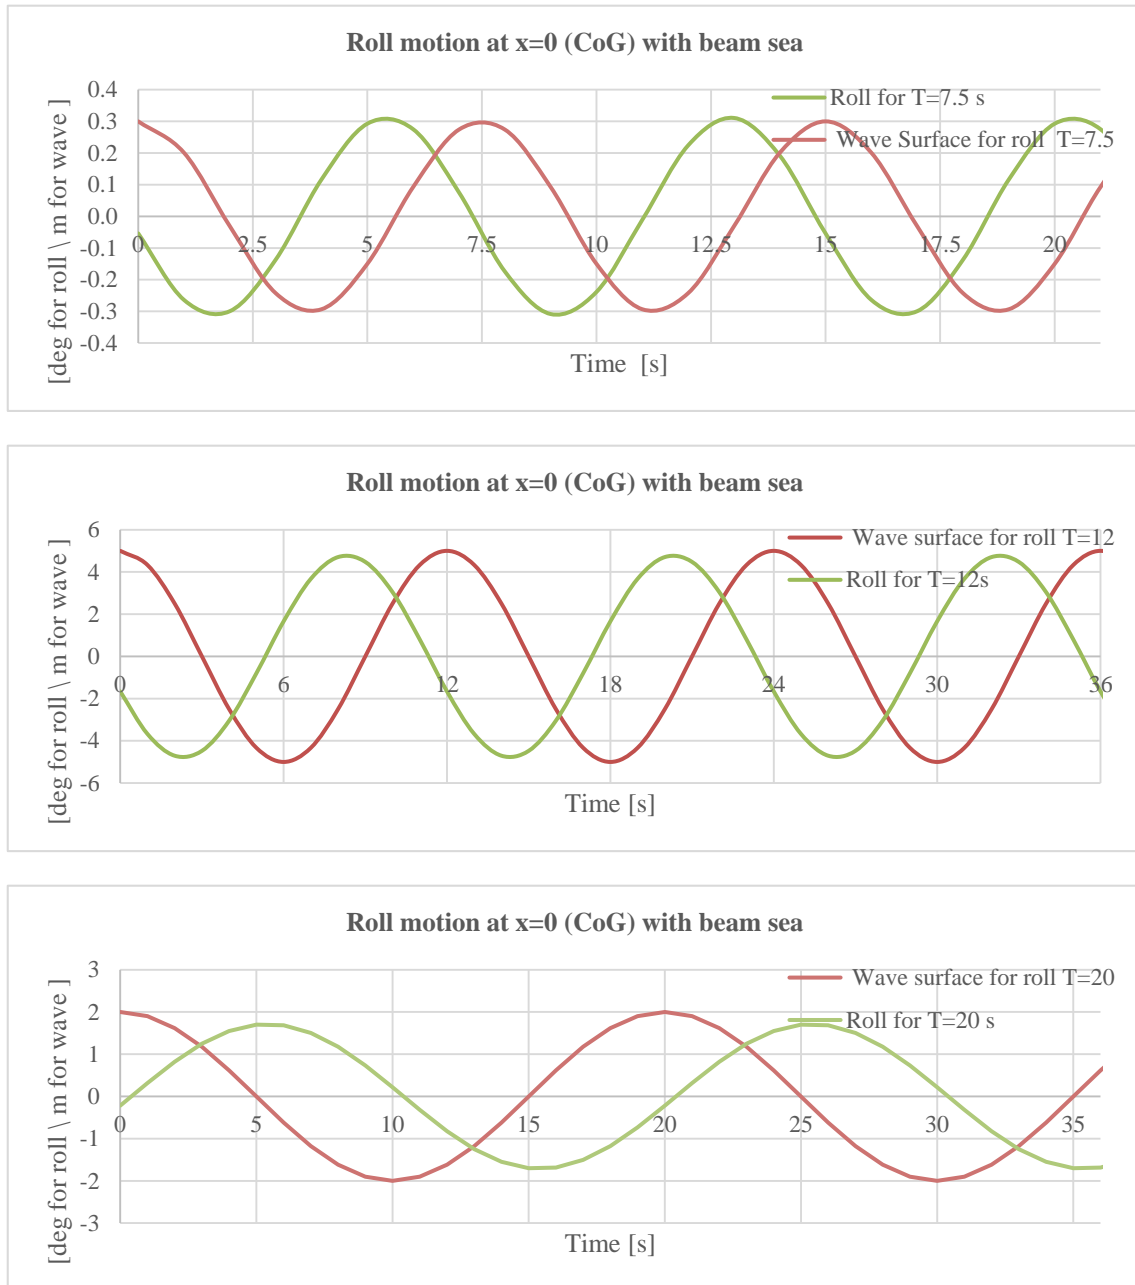 Roll motion at x=0 (CoG) with beam sea
[deg for roll \ m for wave ]
0.4
0.3
0.2
0.1
0.0
-0.1
-0.2
-0.3
-0.4
0 2.5 5 7.5 10 12.5 15 17.5 20
Time [s]
Roll for T=7.5 s
Wave Surface for roll T=7.5
Roll motion at x=0 (CoG) with beam sea
[deg for roll \ m for wave ]
6
4
2
0
-2
-4
-6
0 6 12 18 24 30 36
Time [s]
Wave surface for roll T=12
Roll for T=12s
Roll motion at x=0 (CoG) with beam sea
[deg for roll \ m for wave ]
3
2
1
0
-1
-2
-3
0 5 10 15 20 25 30 35
Time [s]
Wave surface for roll T=20
Roll for T=20 s